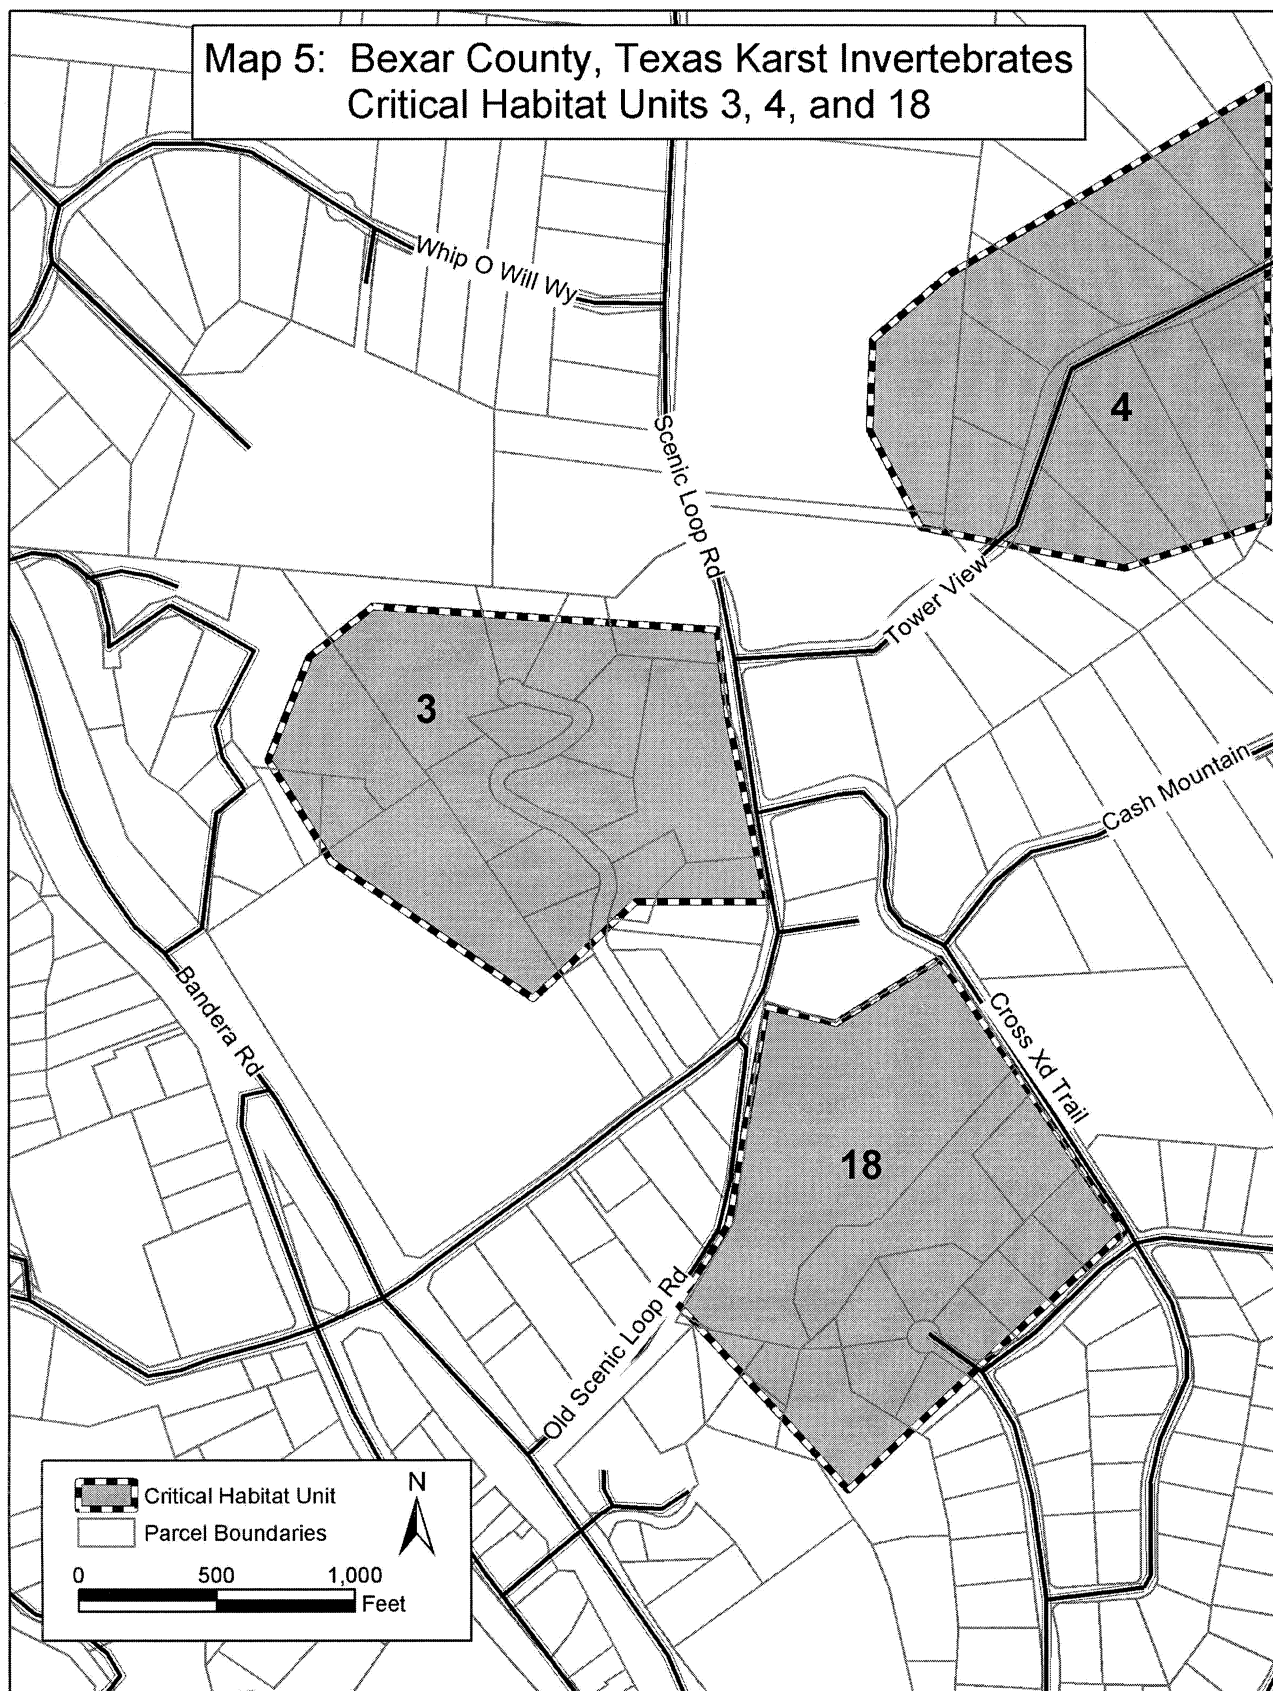 Map 5: Bexar County, Texas Karst Invertebrates
Critical Habitat Units 3, 4, and 18
Whip O Will Wy
4
Scenic Loop Rd
Tower View
3
Cash Mountain
Bandera Rd
Cross Xd Trail
18
Old Scenic Loop Rd
Critical Habitat Unit
N
Parcel Boundaries
0 500 1,000
Feet